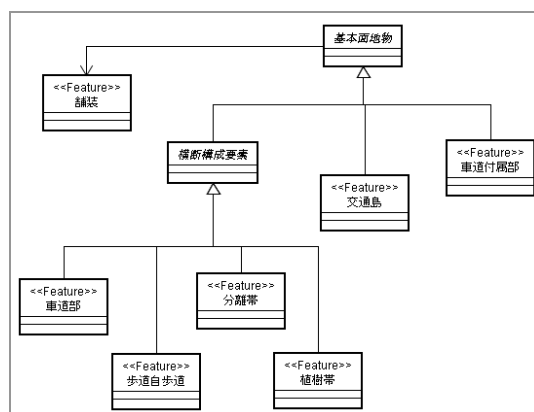 基本面地物
<<Feature>>
舗装
横断構成要素
<<Feature>>
車道付属部
<<Feature>>
交通島
<<Feature>>
車道部
<<Feature>>
分離帯
<<Feature>>
歩道自歩道
<<Feature>>
植樹帯